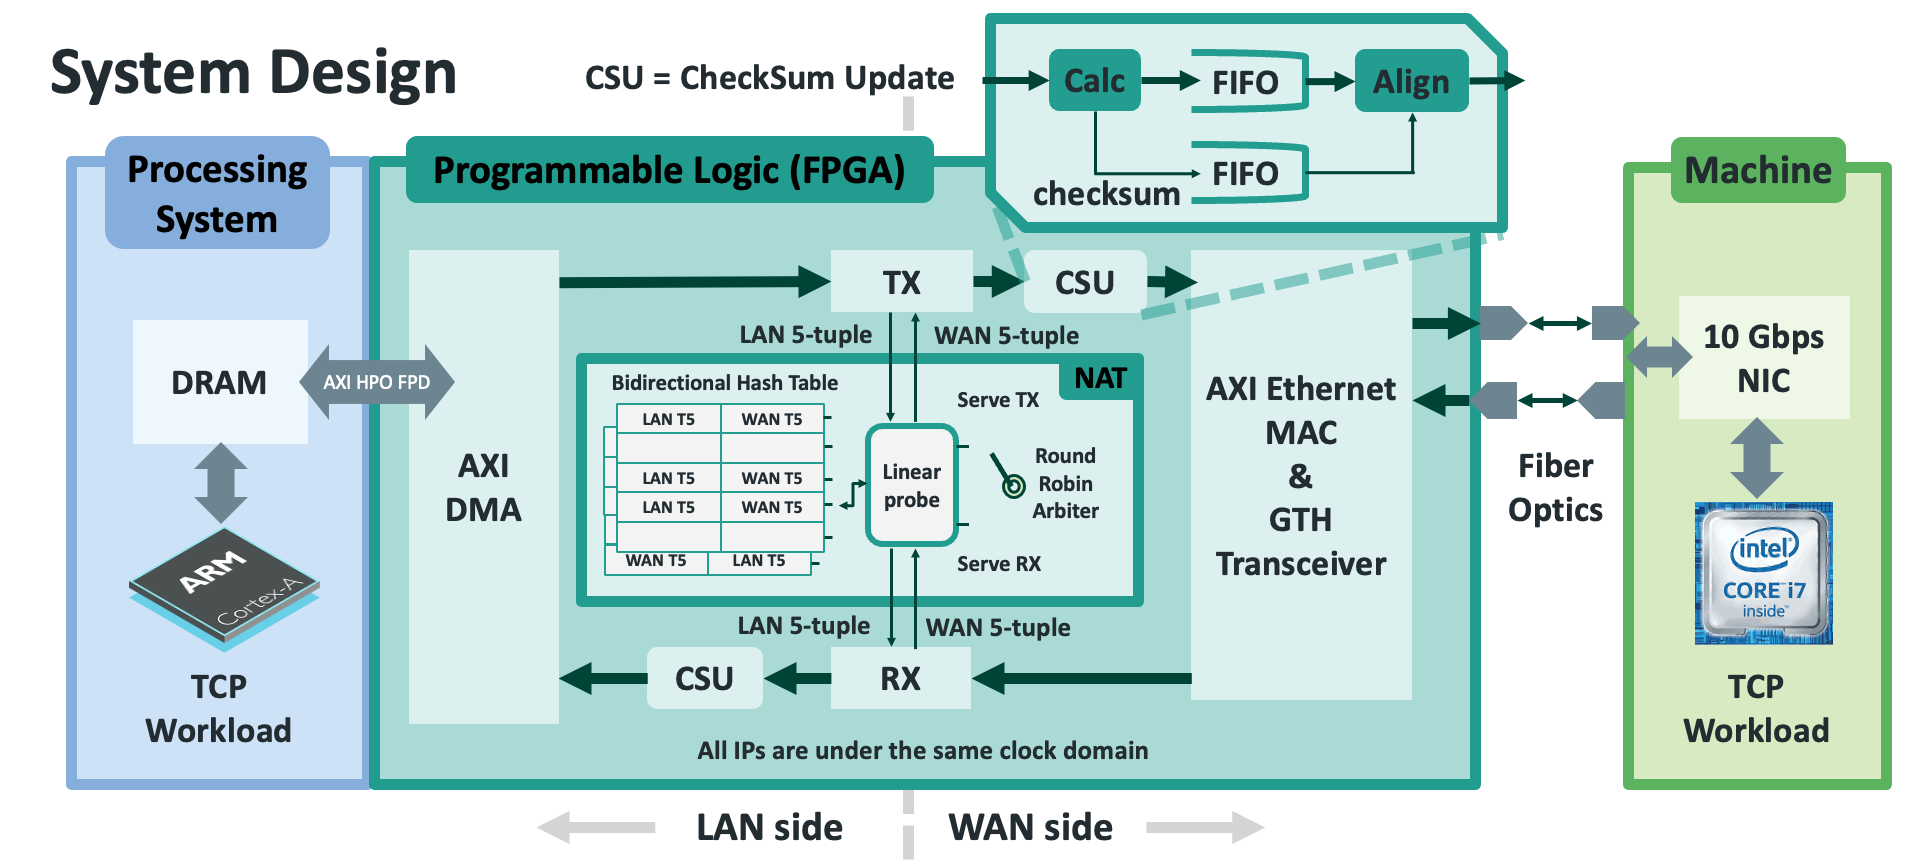 System Design
CSU = CheckSum Update
Calc
FIFO
Align
FIFO
checksum
Processing
System
Programmable Logic (FPGA)
Machine
TX
CSU
LAN 5-tuple
WAN 5-tuple
DRAM
AXI HPO FPD
AXI
DMA
NAT
Bidirectional Hash Table
LAN T5 WAN T5
LAN T5 WAN T5
LAN T5 WAN T5
WAN T5 LAN T5
Linear
probe
Serve TX
Round
Robin
Arbiter
Serve RX
LAN 5-tuple
WAN 5-tuple
CSU
RX
AXI Ethernet
MAC
&
GTH
Transceiver
Fiber
Optics
10 Gbps
NIC
ARM
Cortex-A
TCP
Workload
intel
CORE™ i7
inside™
TCP
Workload
All IPs are under the same clock domain
LAN side
WAN side